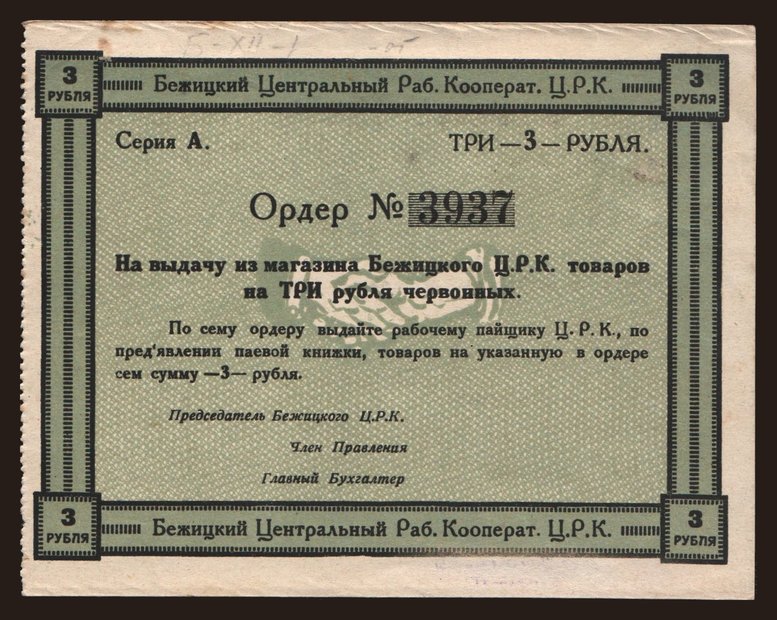 3 РУБЛЯ
Бежицкий Центральный Раб. Кооперат. Ц.Р.К.
3 РУБЛЯ
Серия А.
ТРИ — 3 — РУБЛЯ.
Ордер № 3937
На выдачу из магазина Бежицкого Ц.Р.К. товаров
на ТРИ рубля червонных.
По сему ордеру выдайте рабочему пайщику Ц. Р. К., по
пред'явлении паевой книжки, товаров на указанную в ордере
сем сумму —3— рубля.
Председатель Бежицкого Ц.Р.К.
Член Правления
Главный Бухгалтер
3 РУБЛЯ
Бежицкий Центральный Раб. Кооперат. Ц.Р.К.
3 РУБЛЯ